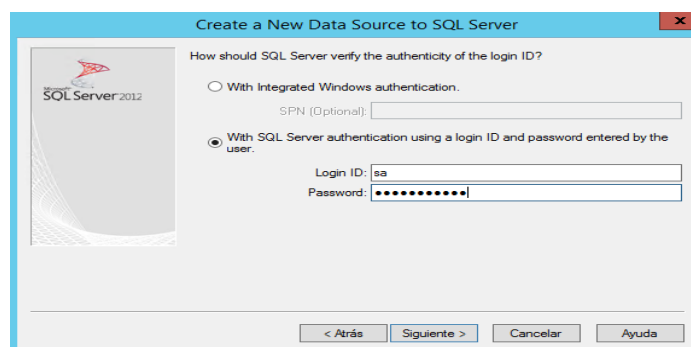 Create a New Data Source to SQL Server
x
How should SQL Server verify the authenticity of the login ID?
Microsoft
SQL Server 2012
With Integrated Windows authentication.
SPN (Optional):
With SQL Server authentication using a login ID and password entered by the
user.
Login ID: sa
Password: ●●●●●●●●●●●
< Atrás Siguiente > Cancelar Ayuda